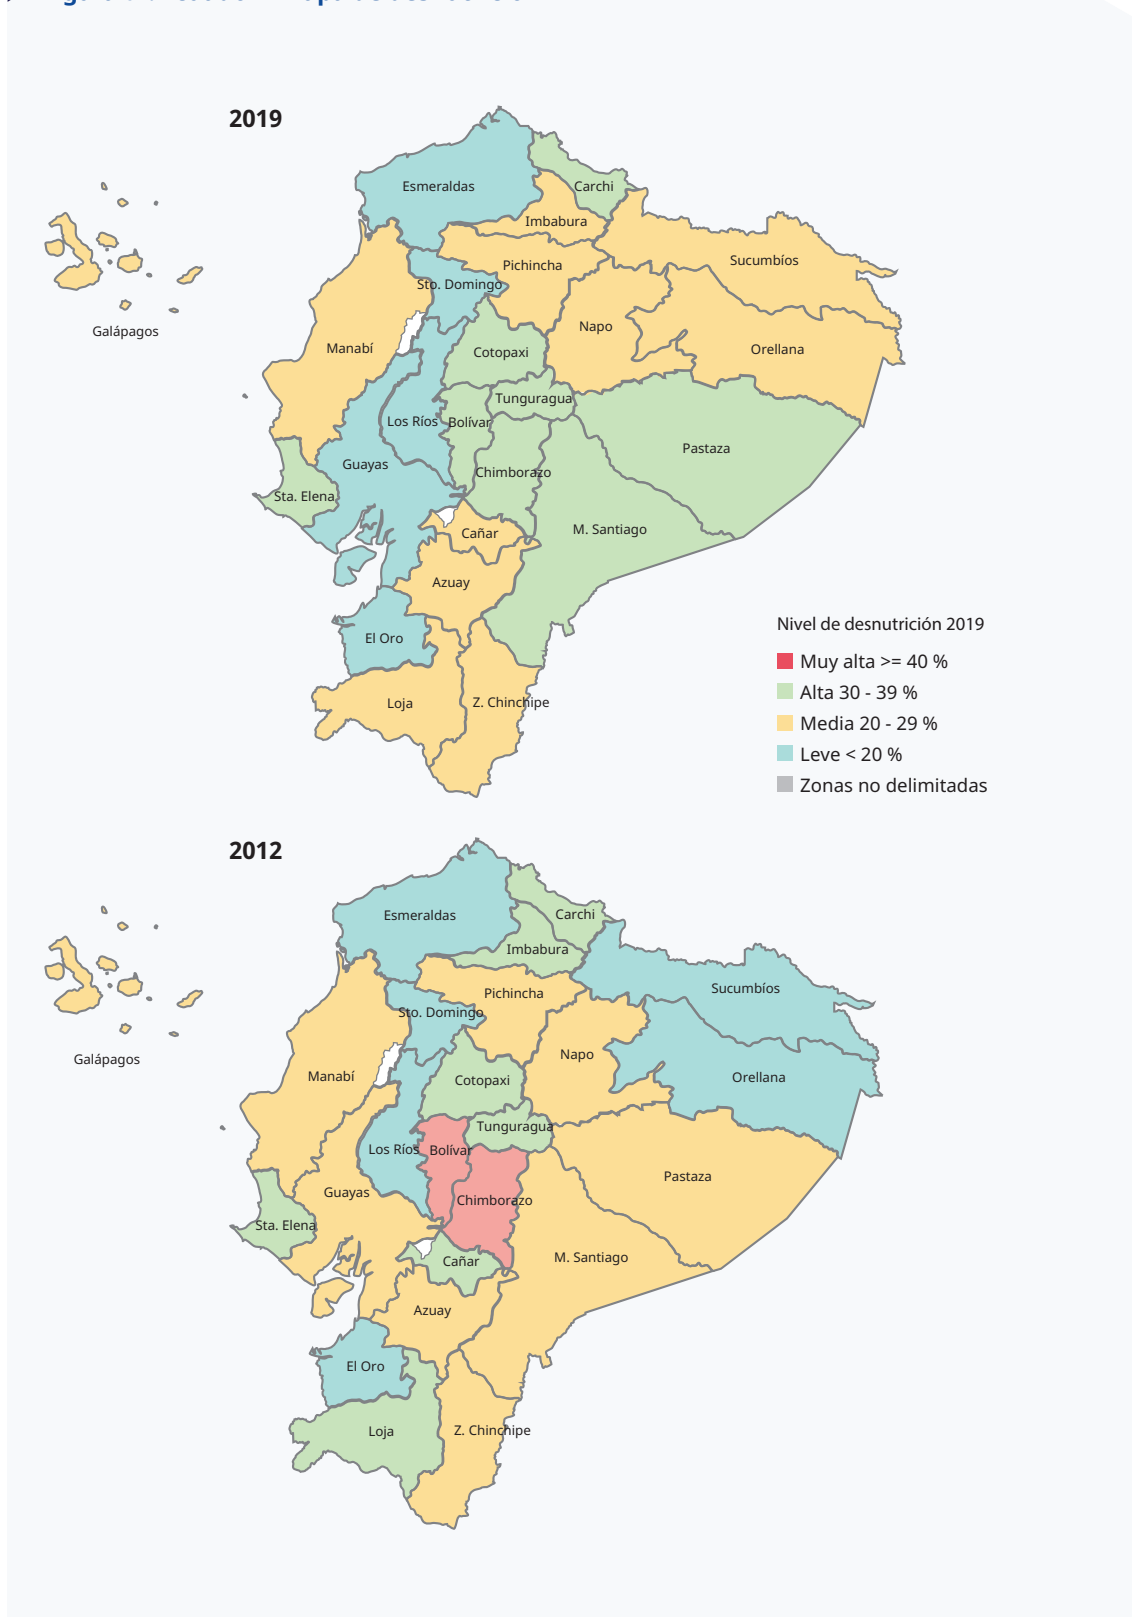 2019
Esmeraldas
Carchi
Imbabura
Pichincha
Sucumbíos
Sto. Domingo
Galápagos
Napo
Manabí
Cotopaxi
Orellana
Tunguragua
Los Ríos
Bolívar
Pastaza
Guayas
Chimborazo
Sta. Elena
M. Santiago
Cañar
Azuay
El Oro
Loja
Z. Chinchipe
Nivel de desnutrición 2019
Muy alta >= 40 %
Alta 30 - 39 %
Media 20 - 29 %
Leve < 20 %
Zonas no delimitadas
2012
Esmeraldas
Carchi
Imbabura
Pichincha
Sucumbíos
Sto. Domingo
Galápagos
Napo
Manabí
Cotopaxi
Orellana
Tunguragua
Los Ríos
Bolívar
Pastaza
Guayas
Chimborazo
Sta. Elena
M. Santiago
Cañar
Azuay
El Oro
Loja
Z. Chinchipe